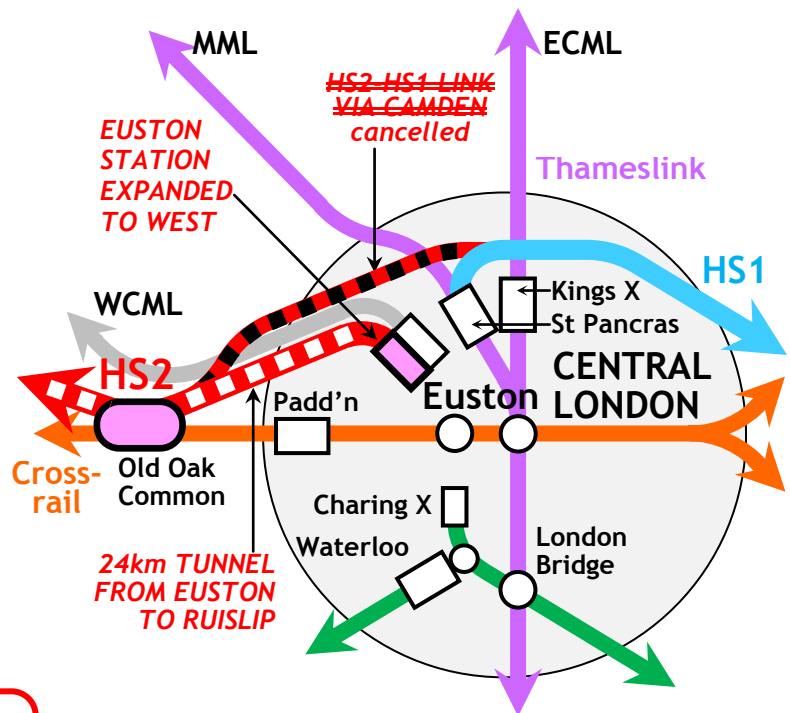 MML
ECML
HS2-HS1 LINK
VIA CAMDEN
cancelled
EUSTON
STATION
EXPANDED
TO WEST
Thameslink
HS1
Kings X
St Pancras
WCML
HS2
CENTRAL
LONDON
Euston
Padd'n
Cross-
rail
Old Oak
Common
Charing X
Waterloo
London
Bridge
24km TUNNEL
FROM EUSTON
TO RUISLIP